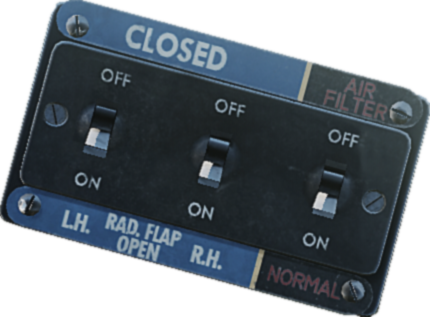 CLOSED
AIR
FILTER
OFF
OFF
OFF
ON
ON
ON
L.H.
RAD. FLAP
OPEN
R.H.
NORMAL